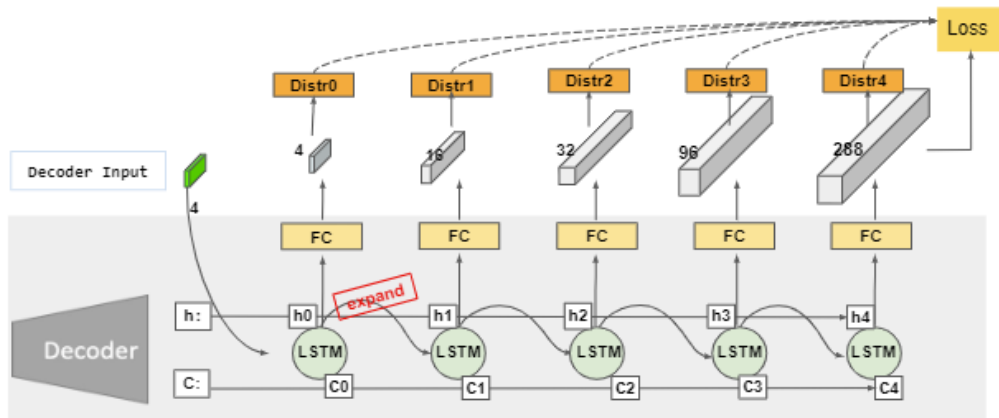 Loss
Distr0
Distr1
Distr2
Distr3
Distr4
4
16
32
96
288
Decoder Input
4
FC
FC
FC
FC
FC
expand
h:
h0
h1
h2
h3
h4
Decoder
LSTM
LSTM
LSTM
LSTM
LSTM
C:
C0
C1
C2
C3
C4